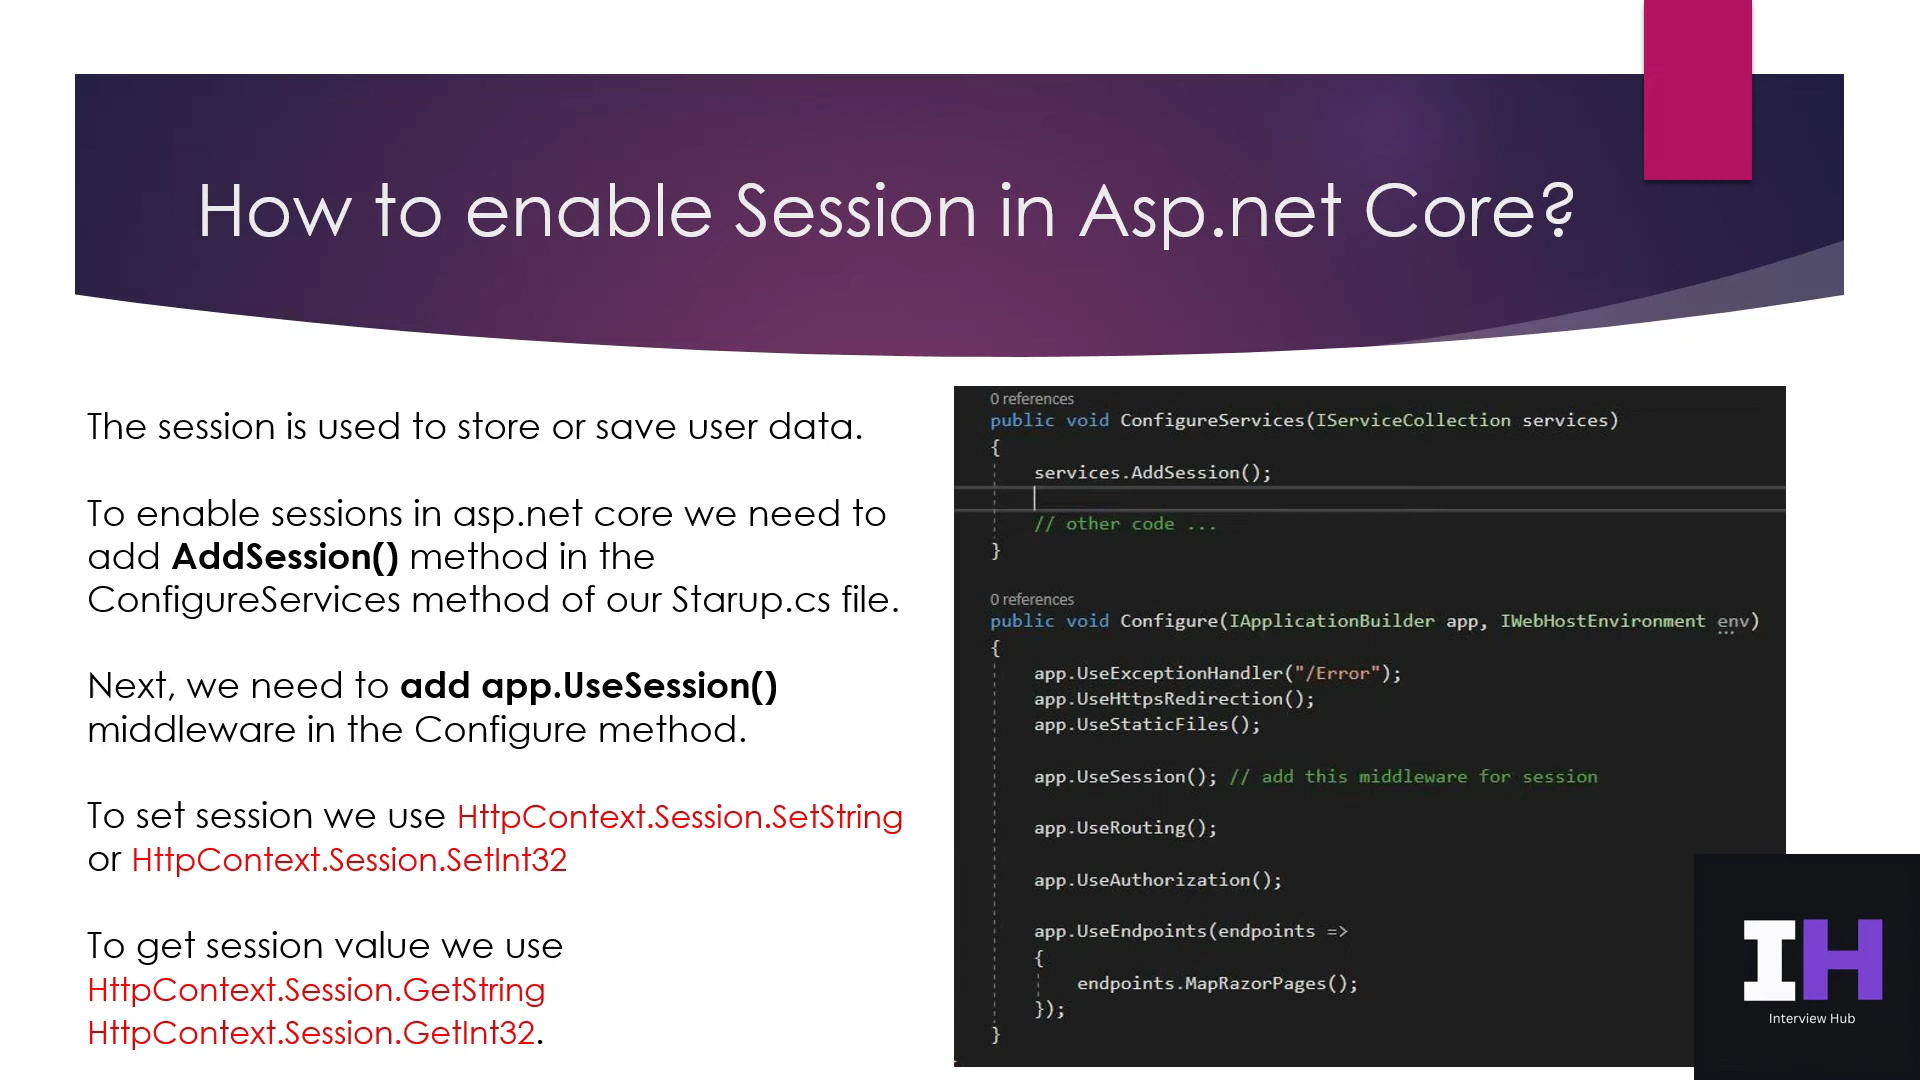 How to enable Session in Asp.net Core?
The session is used to store or save user data.
To enable sessions in asp.net core we need to
add AddSession() method in the
ConfigureServices method of our Starup.cs file.
Next, we need to add app.UseSession()
middleware in the Configure method.
To set session we use HttpContext.Session.SetString
or HttpContext.Session.SetInt32
To get session value we use
HttpContext.Session.GetString
HttpContext.Session.GetInt32.
0 references
public void ConfigureServices(IServiceCollection services)
{
services.AddSession();
// other code ...
}
0 references
public void Configure(IApplicationBuilder app, IWebHostEnvironment env)
{
app.UseExceptionHandler("/Error");
app.UseHttpsRedirection();
app.UseStaticFiles();
app.UseSession(); // add this middleware for session
app.UseRouting();
app.UseAuthorization();
app.UseEndpoints(endpoints =>
{
endpoints.MapRazorPages();
});
}
IH
Interview Hub